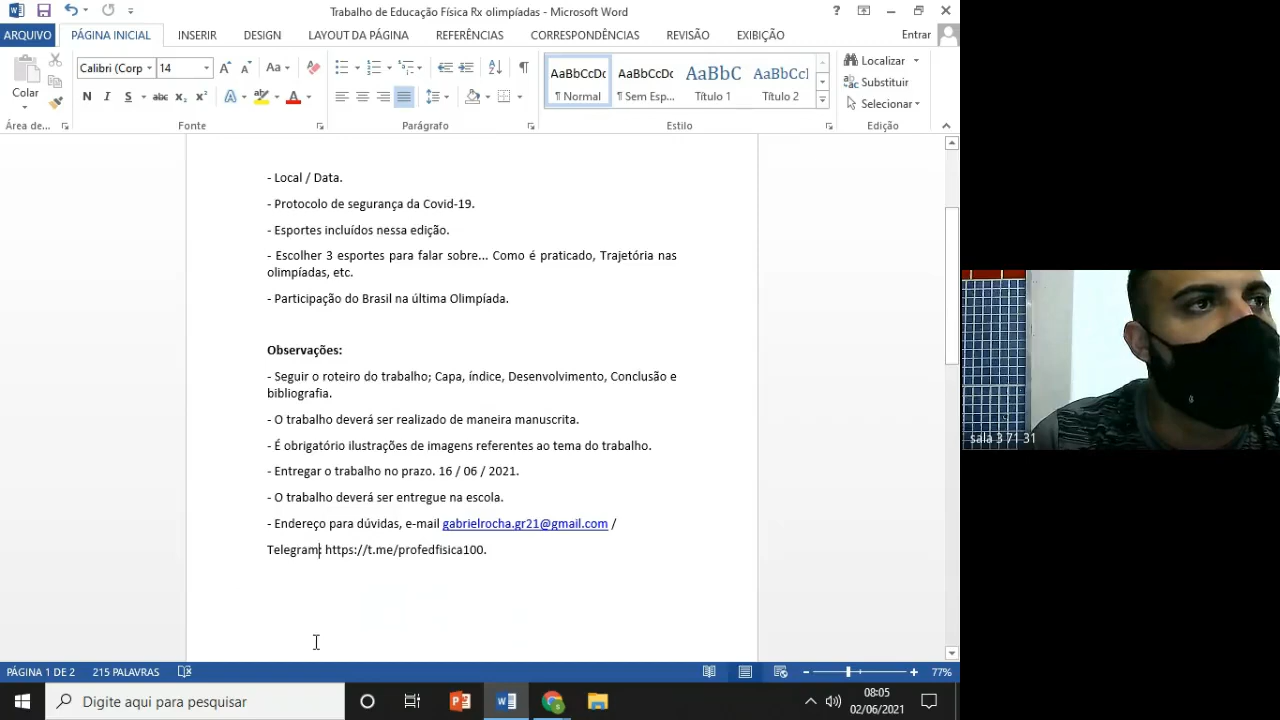 Trabalho de Educação Física Rx olimpíadas - Microsoft Word
ARQUIVO PÁGINA INICIAL INSERIR DESIGN LAYOUT DA PÁGINA REFERÊNCIAS CORRESPONDÊNCIAS REVISÃO EXIBIÇÃO Entrar
Colar
Calibri (Corp 14
AaBbCcDc AaBbCcDc AaBbC AaBbCcI
¶ Normal ¶ Sem Esp... Título 1 Título 2
Localizar
Substituir
Selecionar
Área de... Fonte Parágrafo Estilo Edição
- Local / Data.
- Protocolo de segurança da Covid-19.
- Esportes incluídos nessa edição.
- Escolher 3 esportes para falar sobre... Como é praticado, Trajetória nas
olimpíadas, etc.
- Participação do Brasil na última Olimpíada.
Observações:
- Seguir o roteiro do trabalho; Capa, índice, Desenvolvimento, Conclusão e
bibliografia.
- O trabalho deverá ser realizado de maneira manuscrita.
- É obrigatório ilustrações de imagens referentes ao tema do trabalho.
- Entregar o trabalho no prazo. 16 / 06 / 2021.
- O trabalho deverá ser entregue na escola.
- Endereço para dúvidas, e-mail gabrielrocha.gr21@gmail.com /
Telegram: https://t.me/profedfisica100.
sala 3 71 31
PÁGINA 1 DE 2 215 PALAVRAS 77%
Digite aqui para pesquisar
08:05
02/06/2021